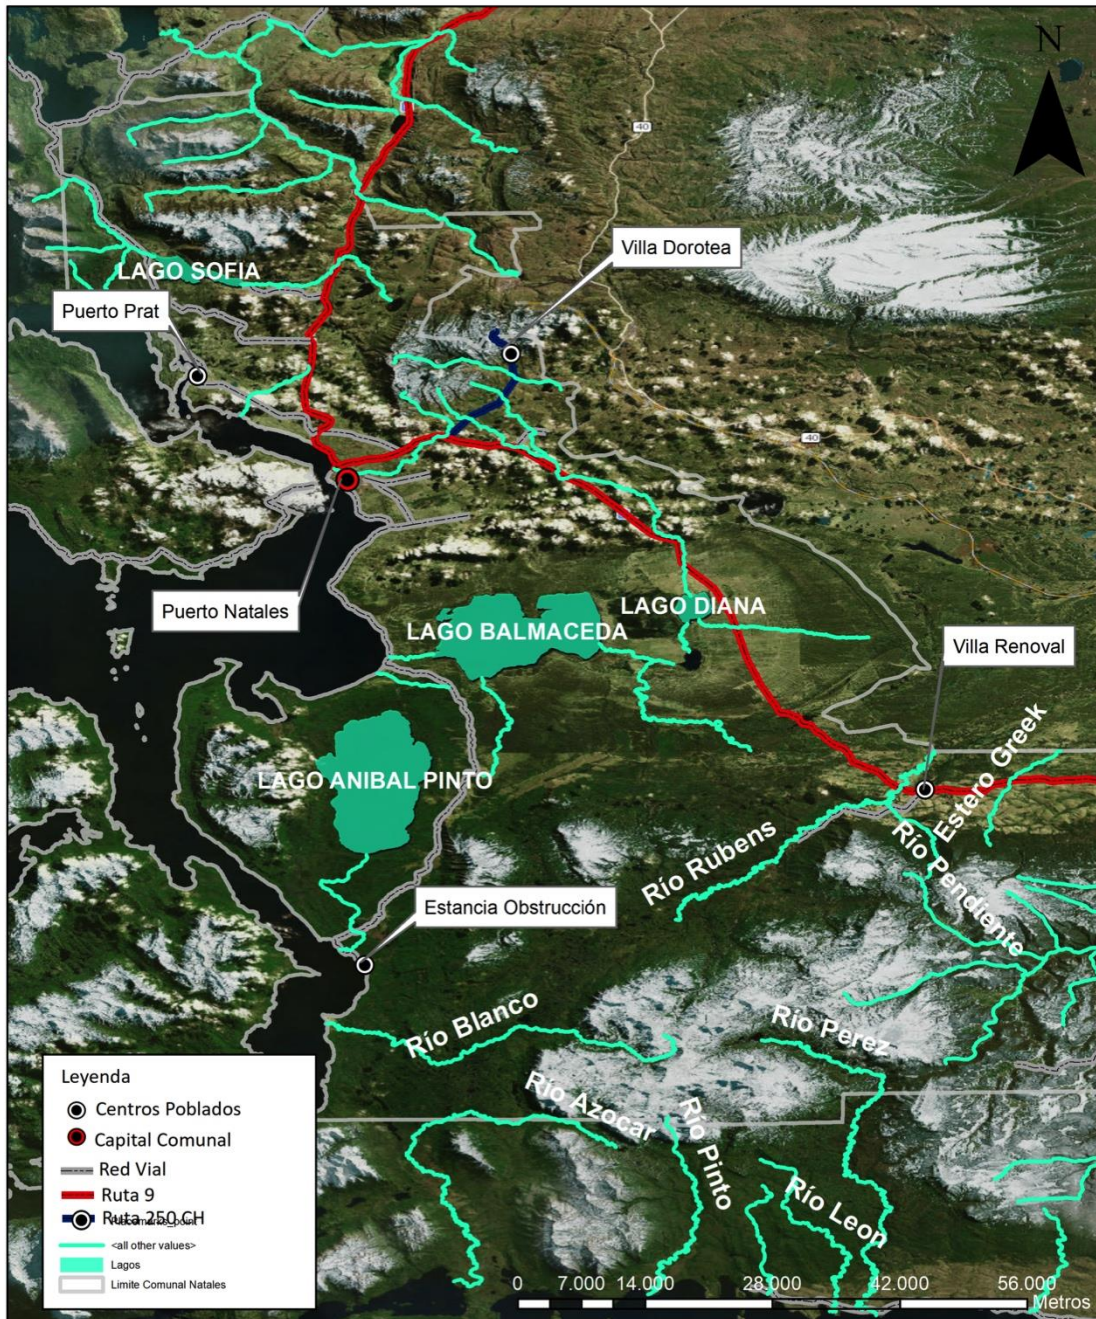 N
40
Villa Dorotea
LAGO SOFIA
Puerto Prat
40
Puerto Natales
LAGO DIANA
LAGO BALMACEDA
Villa Renoval
LAGO ANIBAL PINTO
Estero Greek
Río Rubens
Río Pendiente
Estancia Obstrucción
Río Blanco
Río Perez
Río Azocar
Río Pinto
Río Leon
Leyenda
Centros Poblados
Capital Comunal
Red Vial
Ruta 9
Ruta 250 CH
<all other values>
Lagos
Limite Comunal Natales
0 7.000 14.000 28.000 42.000 56.000
Metros